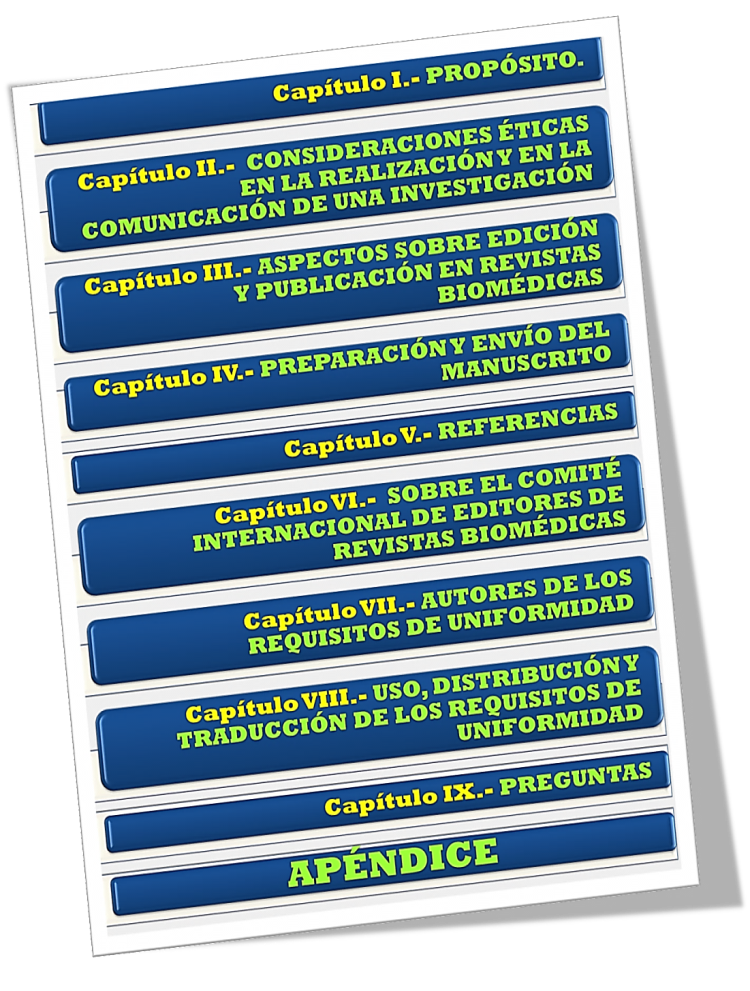 Capítulo I.- PROPÓSITO.
Capítulo II.- CONSIDERACIONES ÉTICAS
EN LA REALIZACIÓN Y EN LA
COMUNICACIÓN DE UNA INVESTIGACIÓN
Capítulo III.- ASPECTOS SOBRE EDICIÓN
Y PUBLICACIÓN EN REVISTAS
BIOMÉDICAS
Capítulo IV.- PREPARACIÓN Y ENVÍO DEL
MANUSCRITO
Capítulo V.- REFERENCIAS
Capítulo VI.- SOBRE EL COMITÉ
INTERNACIONAL DE EDITORES DE
REVISTAS BIOMÉDICAS
Capítulo VII.- AUTORES DE LOS
REQUISITOS DE UNIFORMIDAD
Capítulo VIII.- USO, DISTRIBUCIÓN Y
TRADUCCIÓN DE LOS REQUISITOS DE
UNIFORMIDAD
Capítulo IX.- PREGUNTAS
APÉNDICE